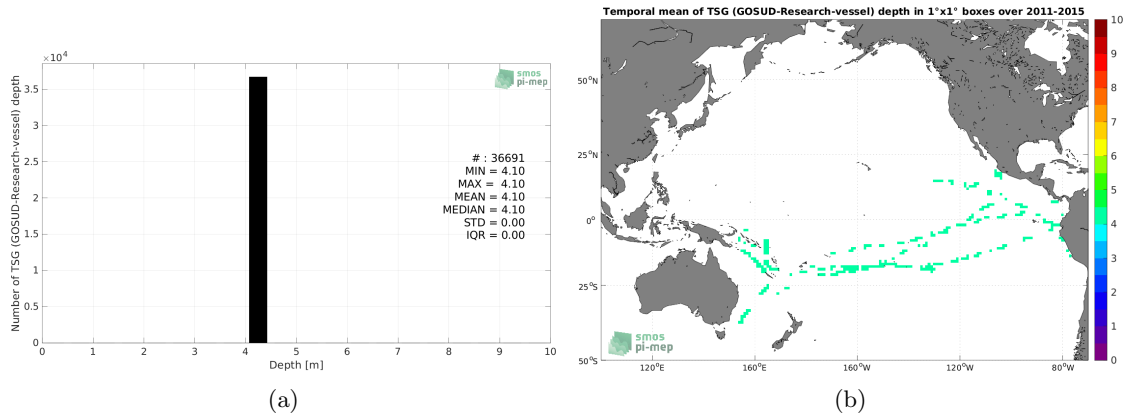 ×10⁴
Number of TSG (GOSUD-Research-vessel) depth
3.5
3
2.5
2
1.5
1
0.5
0
0 1 2 3 4 5 6 7 8 9 10
Depth [m]
smos
pi-mep
# : 36691
MIN = 4.10
MAX = 4.10
MEAN = 4.10
MEDIAN = 4.10
STD = 0.00
IQR = 0.00
(a)
Temporal mean of TSG (GOSUD-Research-vessel) depth in 1°x1° boxes over 2011-2015
50°N
25°N
0°
25°S
50°S
120°E 160°E 160°W 120°W 80°W
smos
pi-mep
10
9
8
7
6
5
4
3
2
1
0
(b)